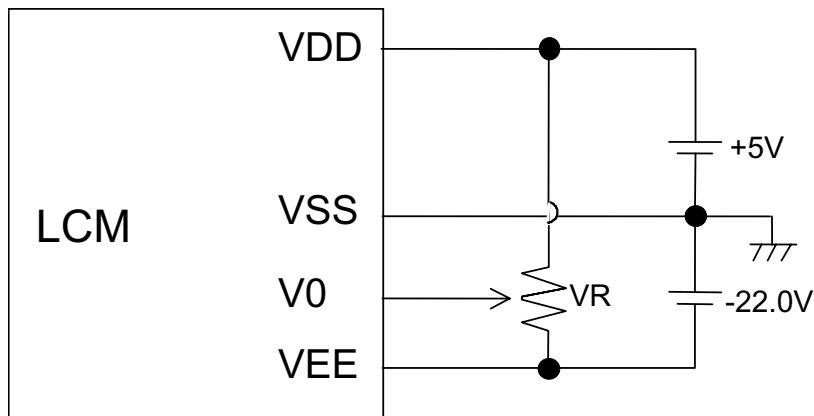 VDD
+5V
VSS
LCM
V0
VR
-22.0V
VEE